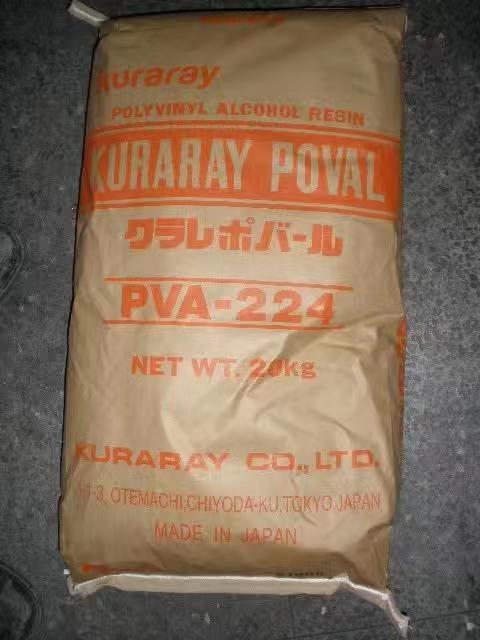 kuraray
POLYVINYL ALCOHOL RESIN
KURARAY POVAL
クラレポバール
PVA-224
NET WT. 20kg
KURARAY CO., LTD.
OTEMACHI, CHIYODA-KU, TOKYO JAPAN
MADE IN JAPAN